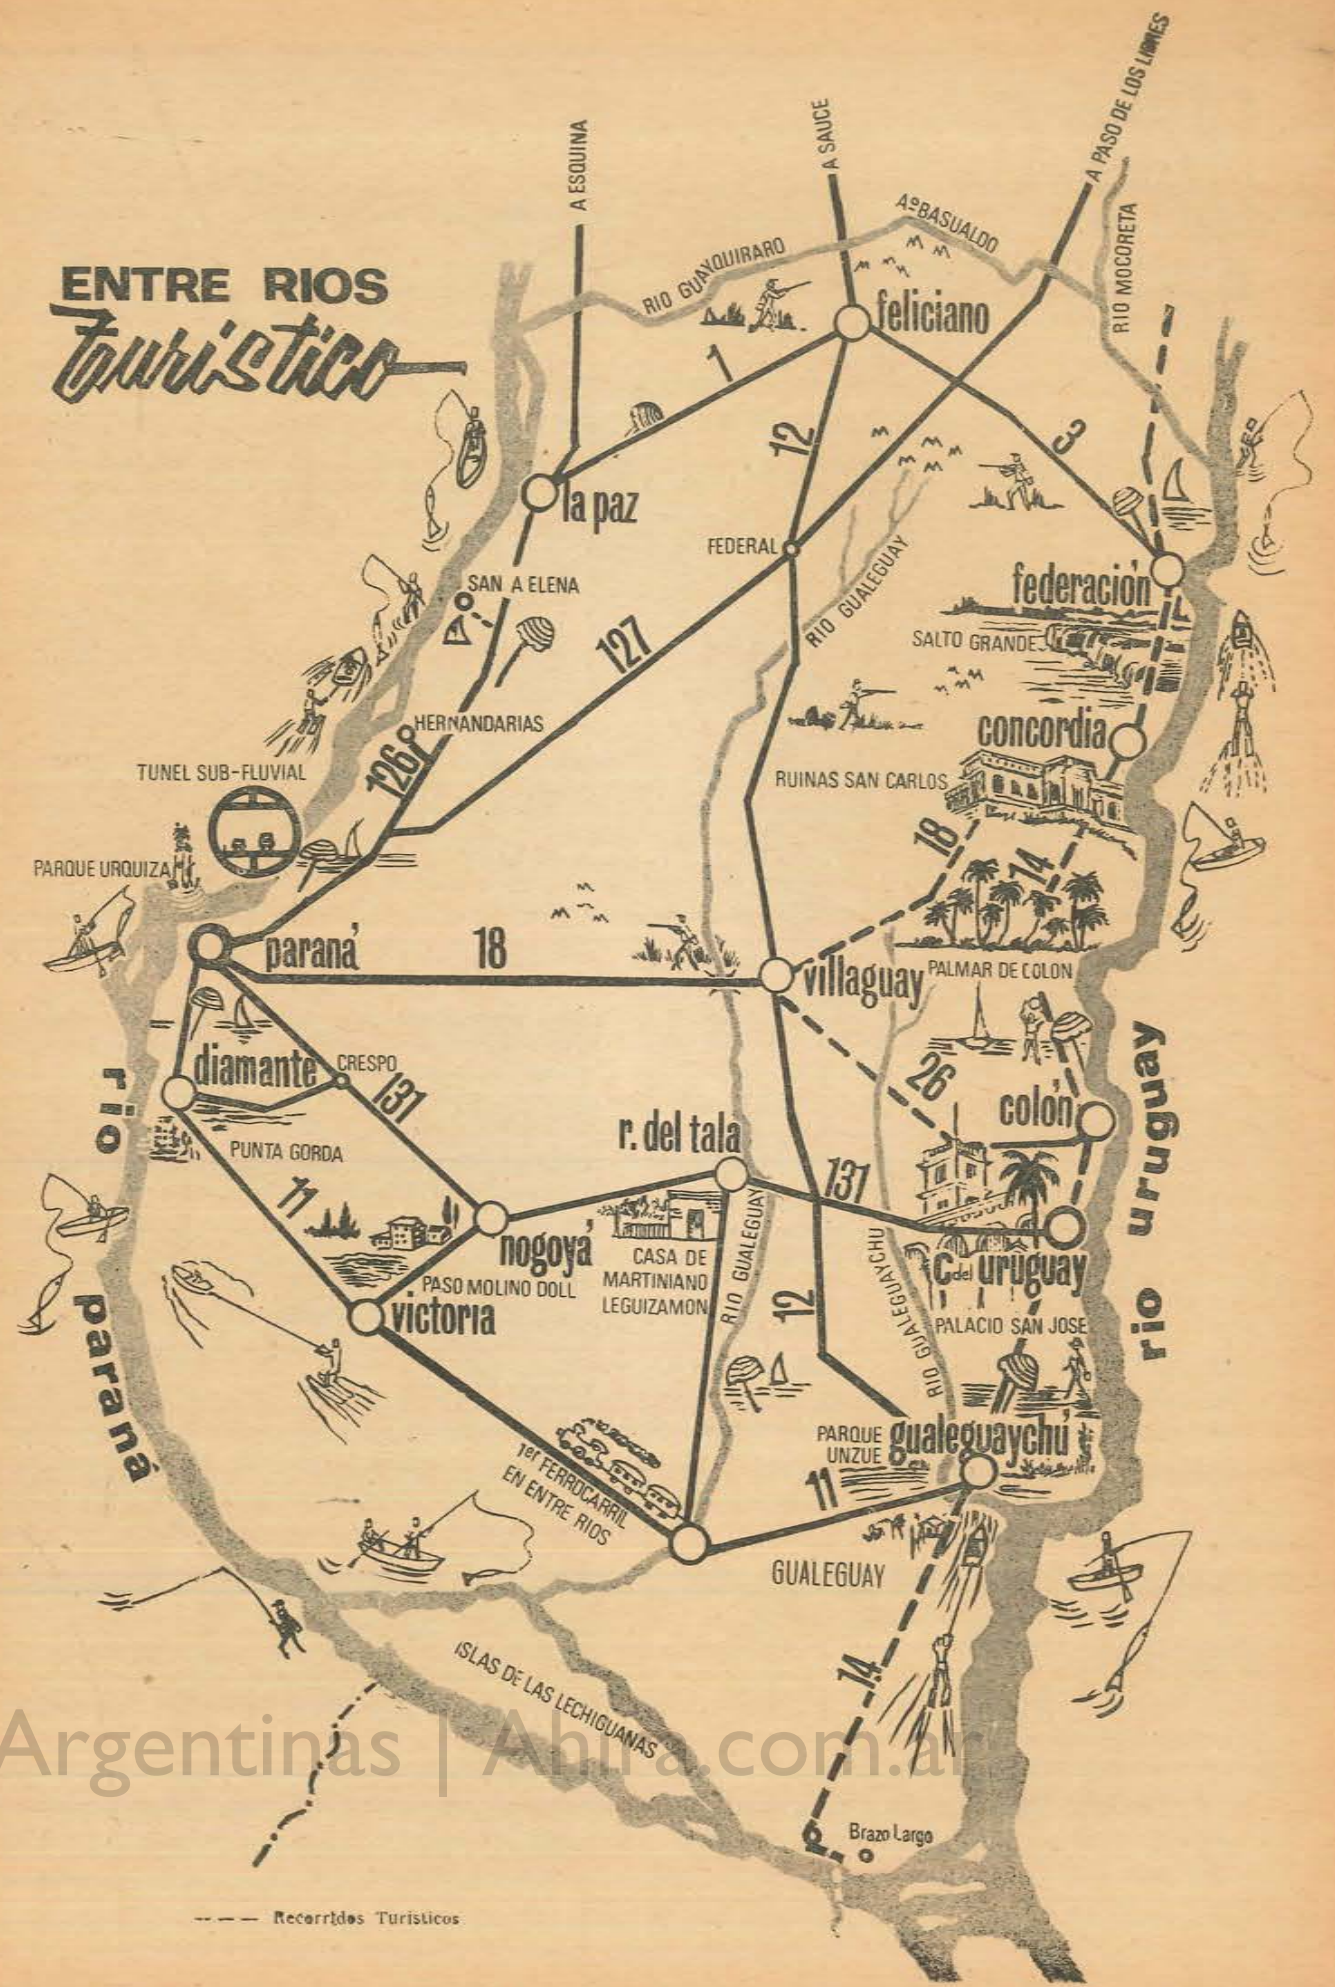 A PASO DE LOS LIBRES
A SAUCE
A ESQUINA
Aº BASUALDO
RIO MOCORETA
RIO GUAYQUIRARO
ENTRE RIOS
Turistico
feliciano
1
12
3
la paz
FEDERAL
RIO GUALEGUAY
federación
SAN A ELENA
SALTO GRANDE
127
HERNANDARIAS
concordia
126
TUNEL SUB-FLUVIAL
RUINAS SAN CARLOS
18
14
PARQUE URQUIZA
paraná
18
villaguay
PALMAR DE COLON
diamante
CRESPO
131
26
colón
rio uruguay
rio paraná
PUNTA GORDA
r. del tala
131
11
nogoyá
CASA DE
MARTINIANO
LEGUIZAMON
RIO GUALEGUAY
RIO GUALEGUAYCHU
C del uruguay
PASO MOLINO DOLL
victoria
12
PALACIO SAN JOSE
PARQUE
UNZUE
gualeguaychú
1er FERROCARRIL
EN ENTRE RIOS
11
GUALEGUAY
ISLAS DE LAS LECHIGUANAS
14
Argentinas | Ahira.com.ar
Brazo Largo
---- Recorridos Turisticos